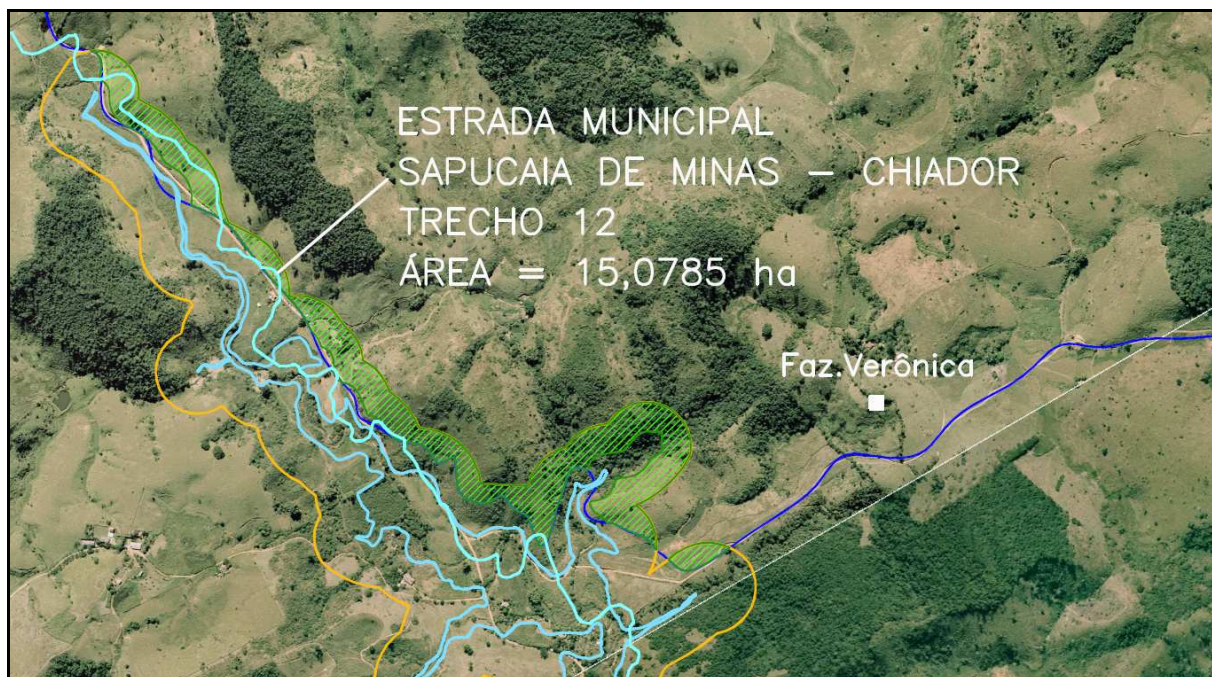 ESTRADA MUNICIPAL
SAPUCAIA DE MINAS – CHIADOR
TRECHO 12
ÁREA = 15,0785 ha
Faz.Verônica